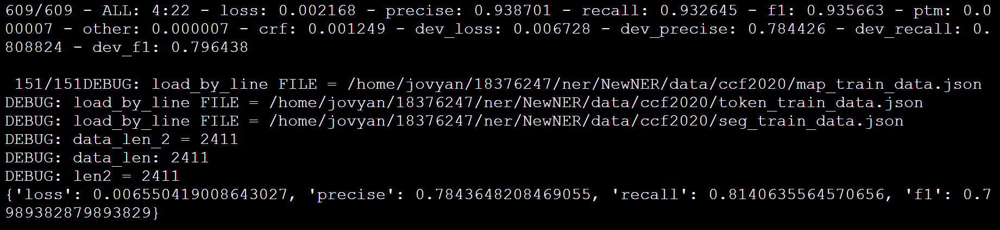 609/609 - ALL: 4:22 - loss: 0.002168 - precise: 0.938701 - recall: 0.932645 - f1: 0.935663 - ptm: 0.0
00007 - other: 0.000007 - crf: 0.001249 - dev_loss: 0.006728 - dev_precise: 0.784426 - dev_recall: 0.
808824 - dev_f1: 0.796438
151/151DEBUG: load_by_line FILE = /home/jovyan/18376247/ner/NewNER/data/ccf2020/map_train_data.json
DEBUG: load_by_line FILE = /home/jovyan/18376247/ner/NewNER/data/ccf2020/token_train_data.json
DEBUG: load_by_line FILE = /home/jovyan/18376247/ner/NewNER/data/ccf2020/seg_train_data.json
DEBUG: data_len_2 = 2411
DEBUG: data_len: 2411
DEBUG: len2 = 2411
{'loss': 0.006550419008643027, 'precise': 0.7843648208469055, 'recall': 0.8140635564570656, 'f1': 0.7
989382879893829}